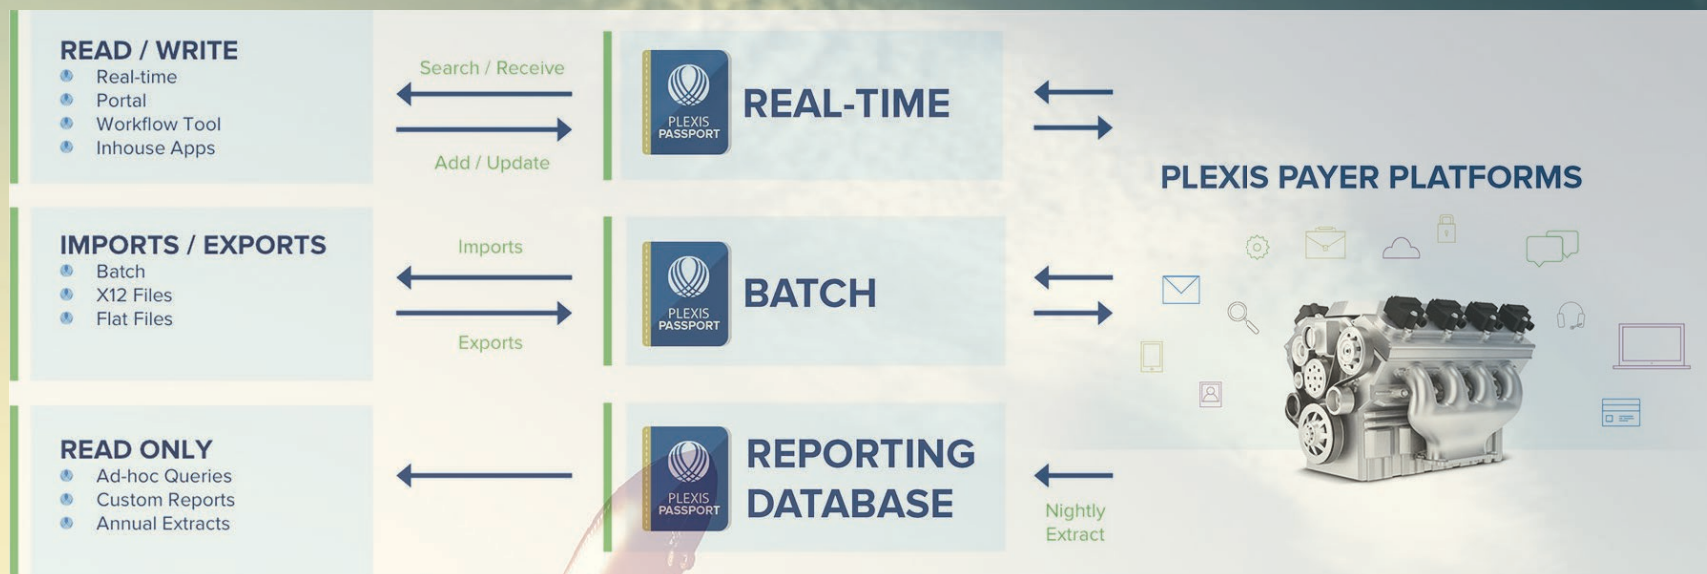 READ / WRITE
Real-time
Portal
Workflow Tool
Inhouse Apps
Search / Receive
Add / Update
PLEXIS
PASSPORT
REAL-TIME
PLEXIS PAYER PLATFORMS
IMPORTS / EXPORTS
Batch
X12 Files
Flat Files
Imports
Exports
PLEXIS
PASSPORT
BATCH
READ ONLY
Ad-hoc Queries
Custom Reports
Annual Extracts
PLEXIS
PASSPORT
REPORTING
DATABASE
Nightly
Extract